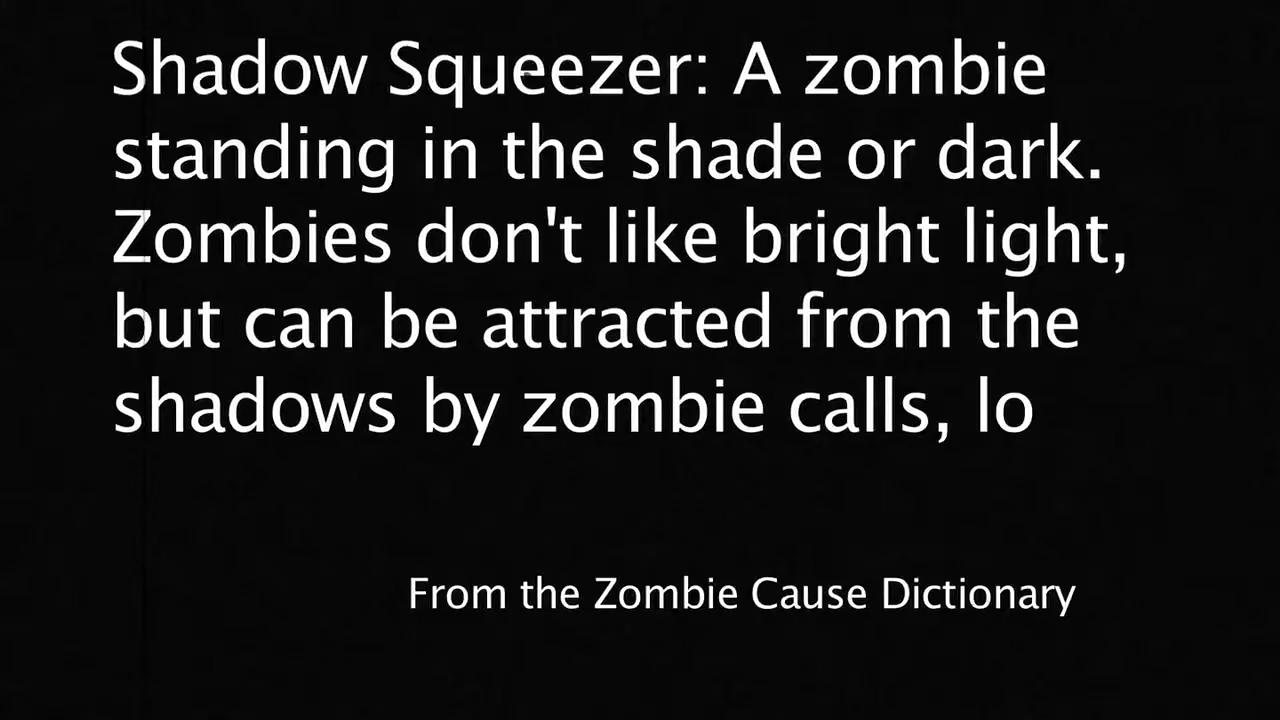 Shadow Squeezer: A zombie
standing in the shade or dark.
Zombies don't like bright light,
but can be attracted from the
shadows by zombie calls, lo
From the Zombie Cause Dictionary